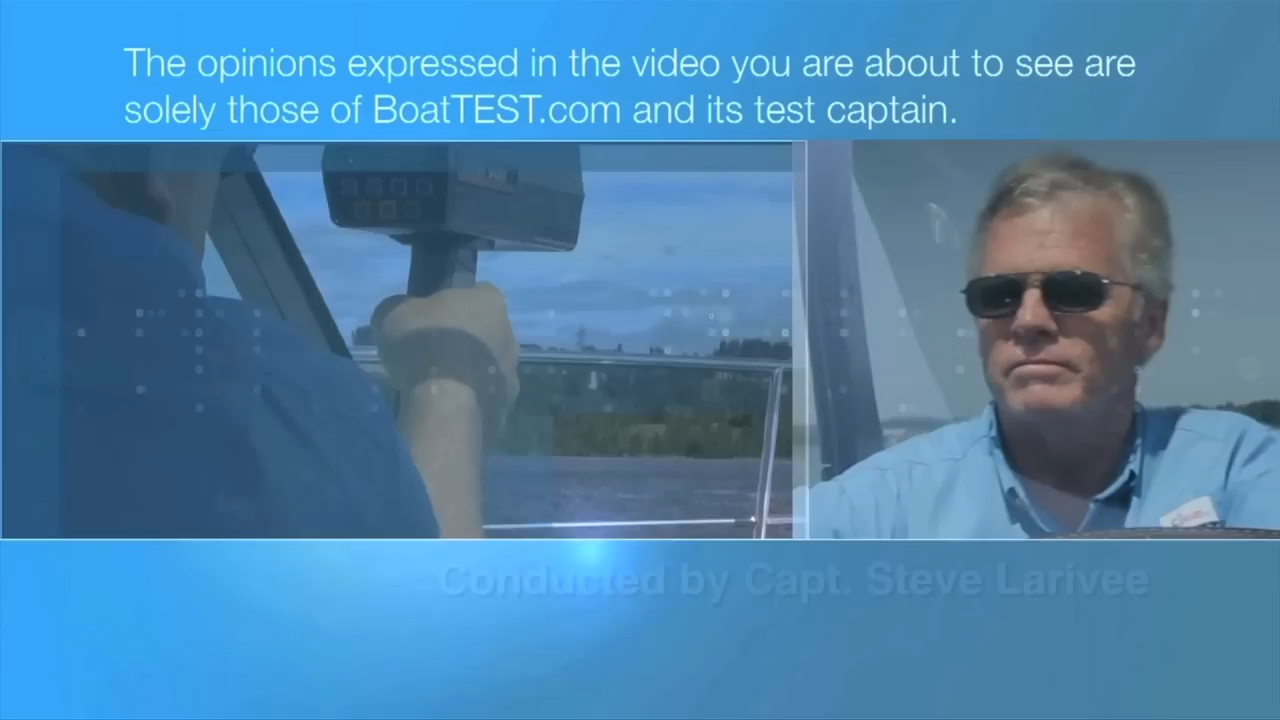 The opinions expressed in the video you are about to see are
solely those of BoatTEST.com and its test captain.
Conducted by Capt. Steve Larivee